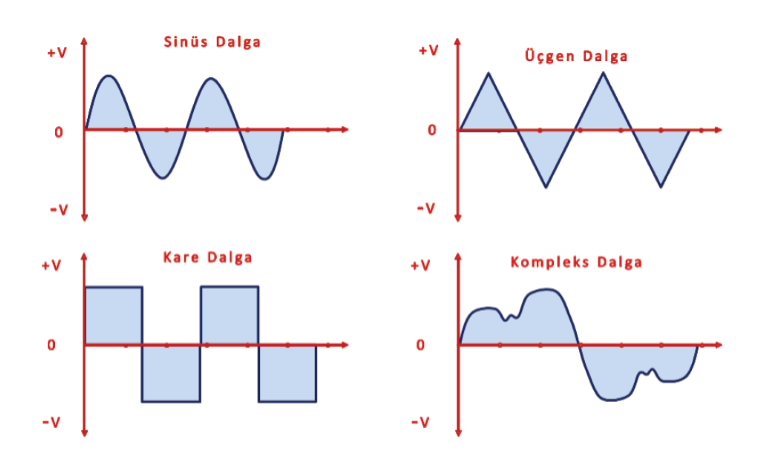 Sinüs Dalga
+V
0
-V
Üçgen Dalga
+V
0
-V
Kare Dalga
+V
0
-V
Kompleks Dalga
+V
0
-V